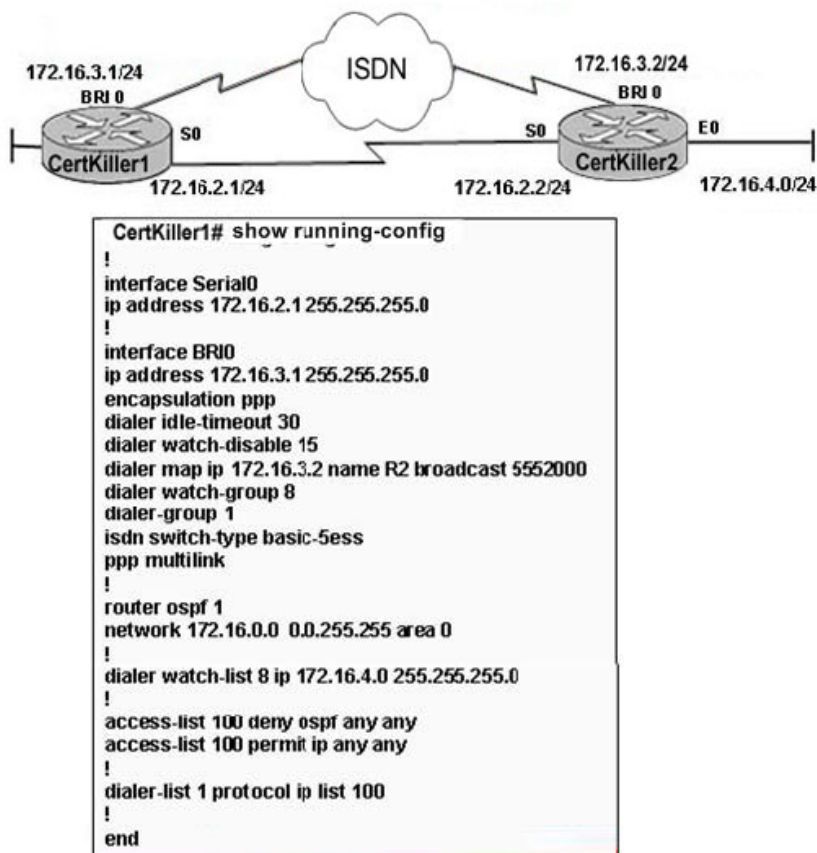 172.16.3.1/24
BRI 0
ISDN
172.16.3.2/24
BRI 0
S0
S0
E0
CertKiller1
CertKiller2
172.16.2.1/24
172.16.2.2/24
172.16.4.0/24
CertKiller1# show running-config
!
interface Serial0
ip address 172.16.2.1 255.255.255.0
!
interface BRI0
ip address 172.16.3.1 255.255.255.0
encapsulation ppp
dialer idle-timeout 30
dialer watch-disable 15
dialer map ip 172.16.3.2 name R2 broadcast 5552000
dialer watch-group 8
dialer-group 1
isdn switch-type basic-5ess
ppp multilink
!
router ospf 1
network 172.16.0.0 0.0.255.255 area 0
!
dialer watch-list 8 ip 172.16.4.0 255.255.255.0
!
access-list 100 deny ospf any any
access-list 100 permit ip any any
!
dialer-list 1 protocol ip list 100
!
end